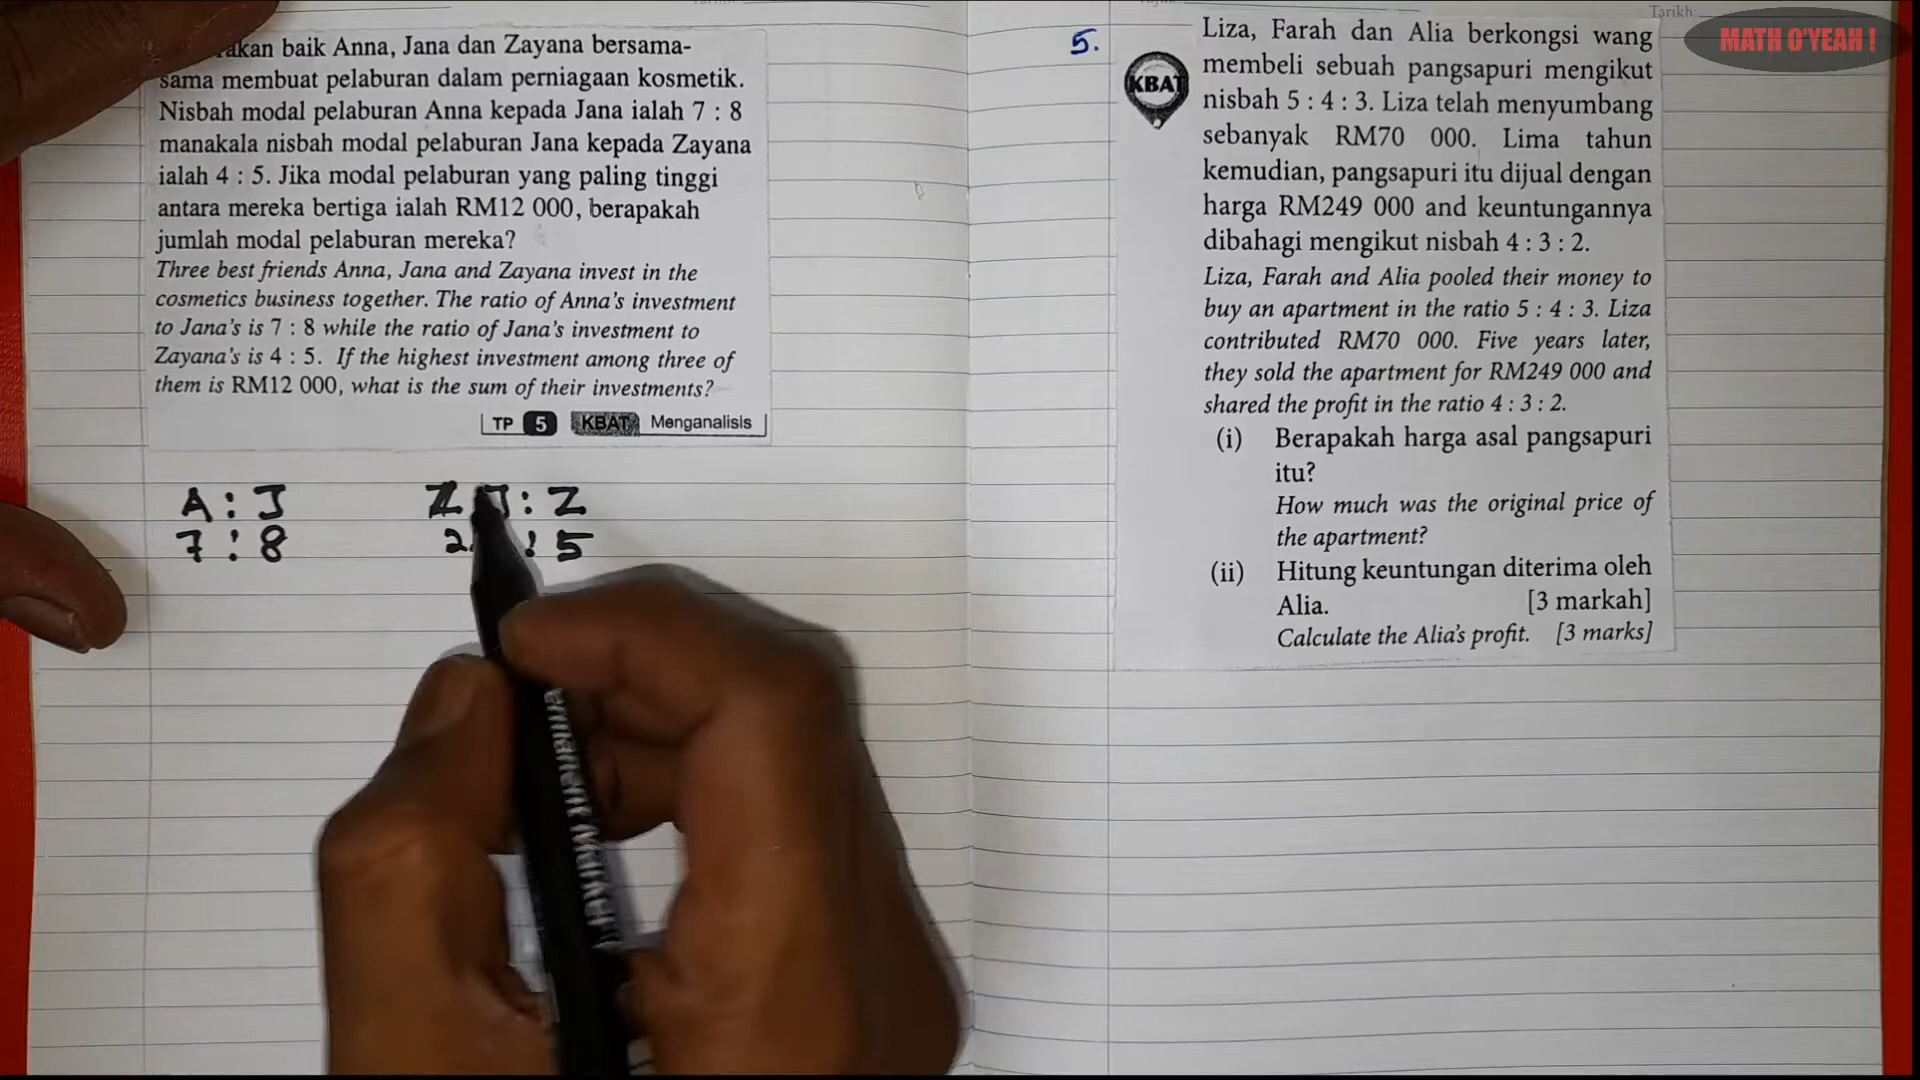 baik Anna, Jana dan Zayana bersama-
sama membuat pelaburan dalam perniagaan kosmetik.
Nisbah modal pelaburan Anna kepada Jana ialah 7 : 8
manakala nisbah modal pelaburan Jana kepada Zayana
ialah 4 : 5. Jika modal pelaburan yang paling tinggi
antara mereka bertiga ialah RM12 000, berapakah
jumlah modal pelaburan mereka?
Three best friends Anna, Jana and Zayana invest in the
cosmetics business together. The ratio of Anna's investment
to Jana's is 7 : 8 while the ratio of Jana's investment to
Zayana's is 4 : 5. If the highest investment among three of
them is RM12 000, what is the sum of their investments?
TP 5 KBAT Menganalisis
A : J
7 : 8
J : Z
: 5
5.
KBAT
Liza, Farah dan Alia berkongsi wang
membeli sebuah pangsapuri mengikut
nisbah 5 : 4 : 3. Liza telah menyumbang
sebanyak RM70 000. Lima tahun
kemudian, pangsapuri itu dijual dengan
harga RM249 000 and keuntungannya
dibahagi mengikut nisbah 4 : 3 : 2.
Liza, Farah and Alia pooled their money to
buy an apartment in the ratio 5 : 4 : 3. Liza
contributed RM70 000. Five years later,
they sold the apartment for RM249 000 and
shared the profit in the ratio 4 : 3 : 2.
(i) Berapakah harga asal pangsapuri
itu?
How much was the original price of
the apartment?
(ii) Hitung keuntungan diterima oleh
Alia. [3 markah]
Calculate the Alia's profit. [3 marks]
Tarikh:
MATH O'YEAH !